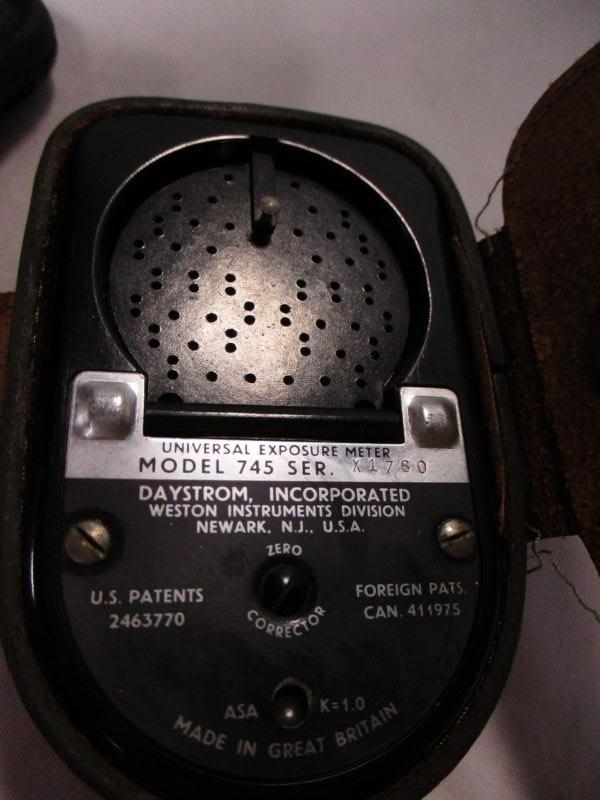 UNIVERSAL EXPOSURE METER
MODEL 745 SER. X1760
DAYSTROM, INCORPORATED
WESTON INSTRUMENTS DIVISION
NEWARK, N.J., U.S.A.
ZERO
CORRECTOR
U.S. PATENTS
2463770
FOREIGN PATS.
CAN. 411975
ASA K=1.0
MADE IN GREAT BRITAIN